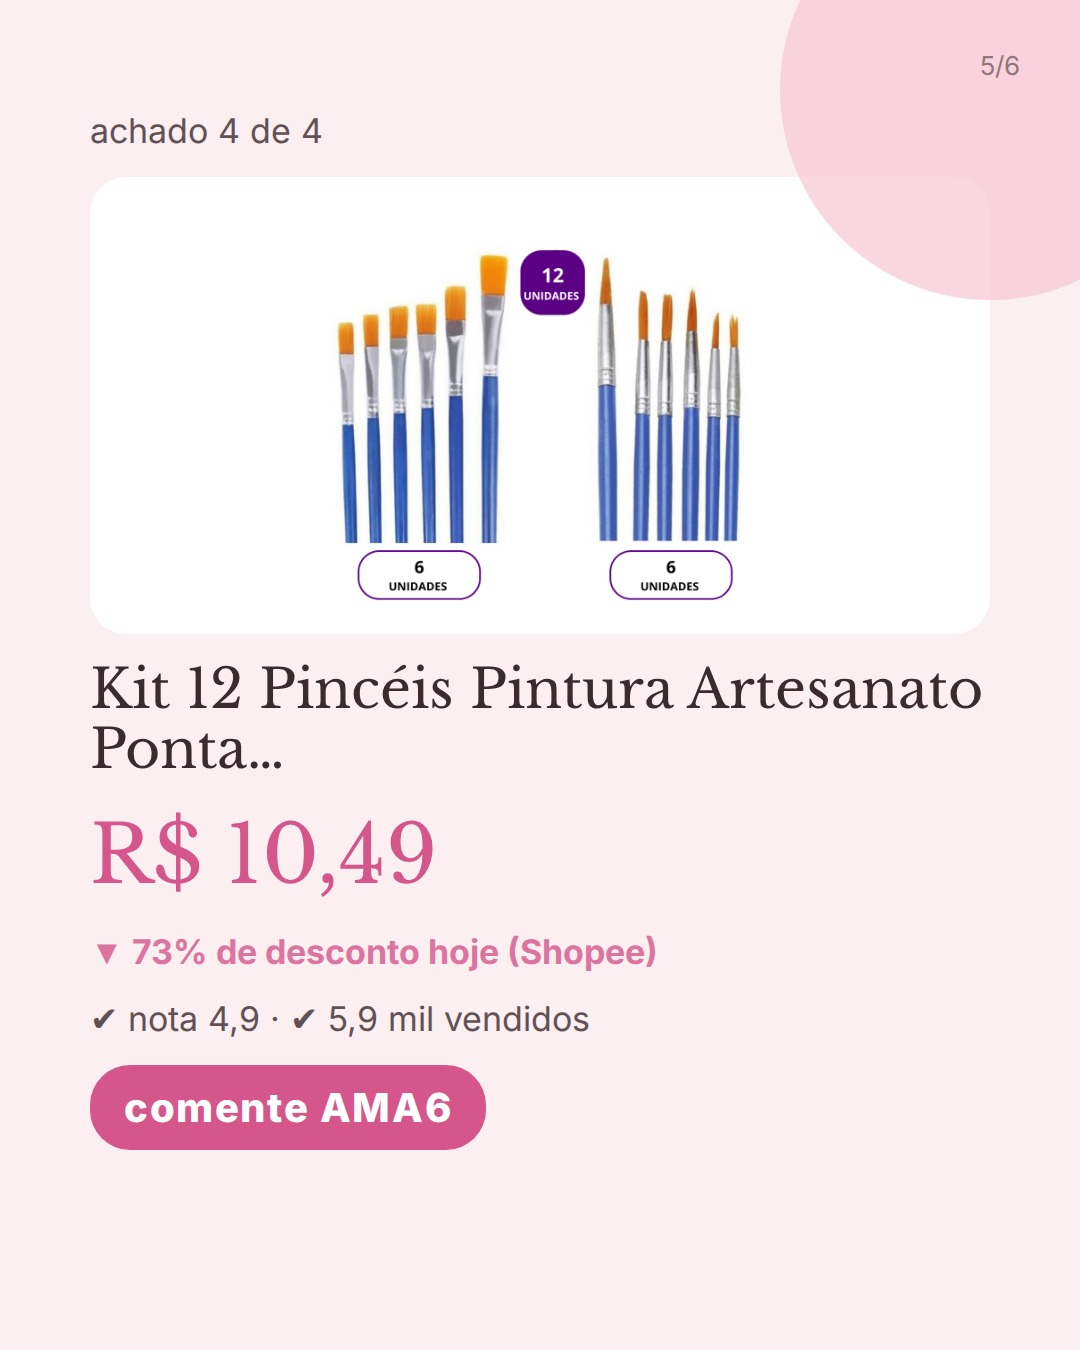 5/6
achado 4 de 4
12
UNIDADES
6
UNIDADES
6
UNIDADES
Kit 12 Pincéis Pintura Artesanato
Ponta...
R$ 10,49
▼ 73% de desconto hoje (Shopee)
✔ nota 4,9 · ✔ 5,9 mil vendidos
comente AMA6